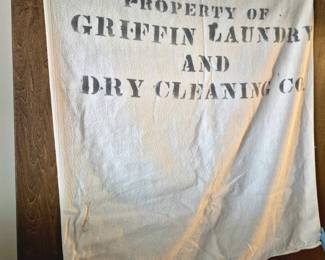 PROPERTY OF
GRIFFIN LAUNDRY
AND
DRY CLEANING CO.